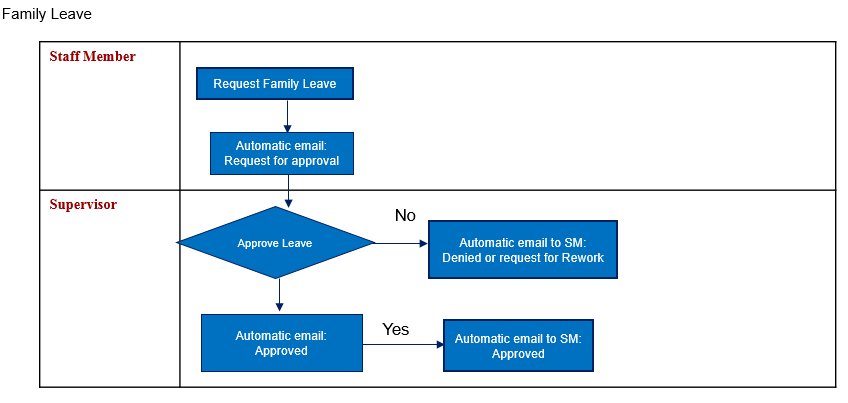 Family Leave
Staff Member
Request Family Leave
Automatic email:
Request for approval
Supervisor
No
Approve Leave
Automatic email to SM:
Denied or request for Rework
Automatic email:
Approved
Yes
Automatic email to SM:
Approved